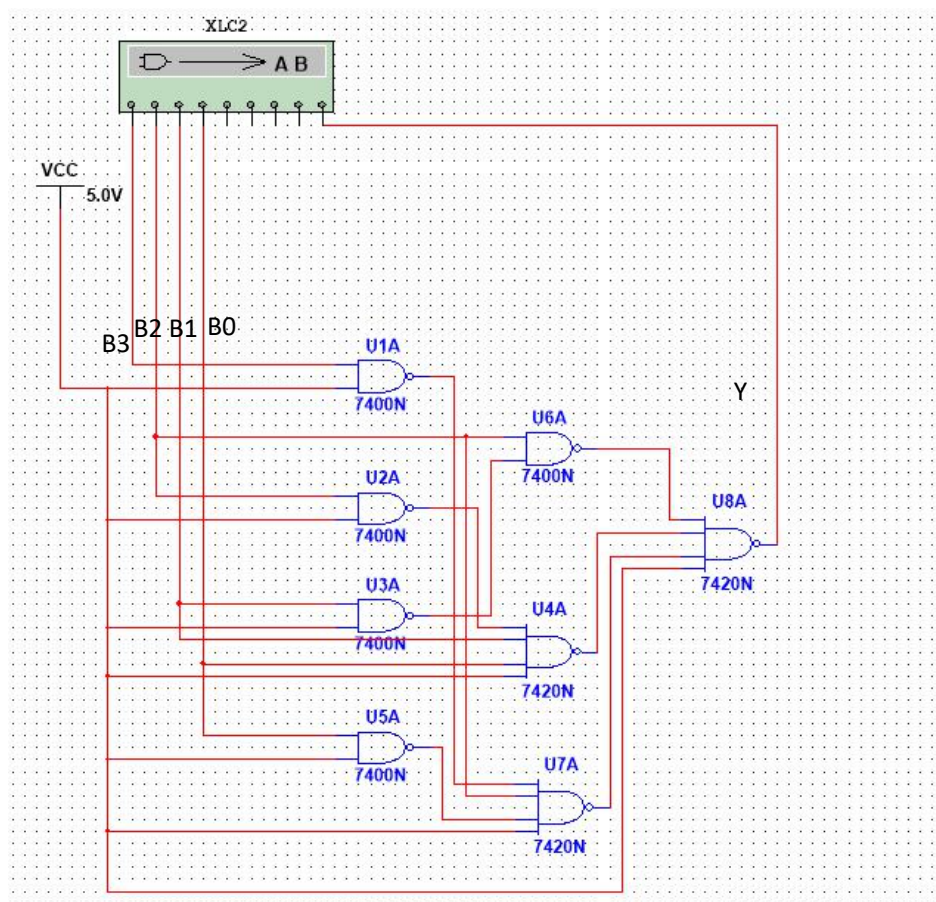 XLC2
A B
VCC
5.0V
B3 B2 B1 B0
U1A
7400N
Y
U6A
7400N
U2A
7400N
U8A
7420N
U3A
7400N
U4A
7420N
U5A
7400N
U7A
7420N